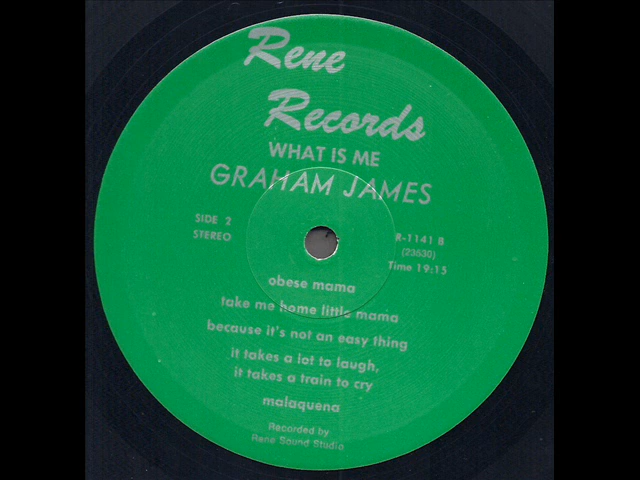 Rene
Records
WHAT IS ME
GRAHAM JAMES
SIDE 2
STEREO
R-1141 B
(23530)
Time 19:15
obese mama
take me home little mama
because it's not an easy thing
it takes a lot to laugh,
it takes a train to cry
malaquena
Recorded by
Rene Sound Studio